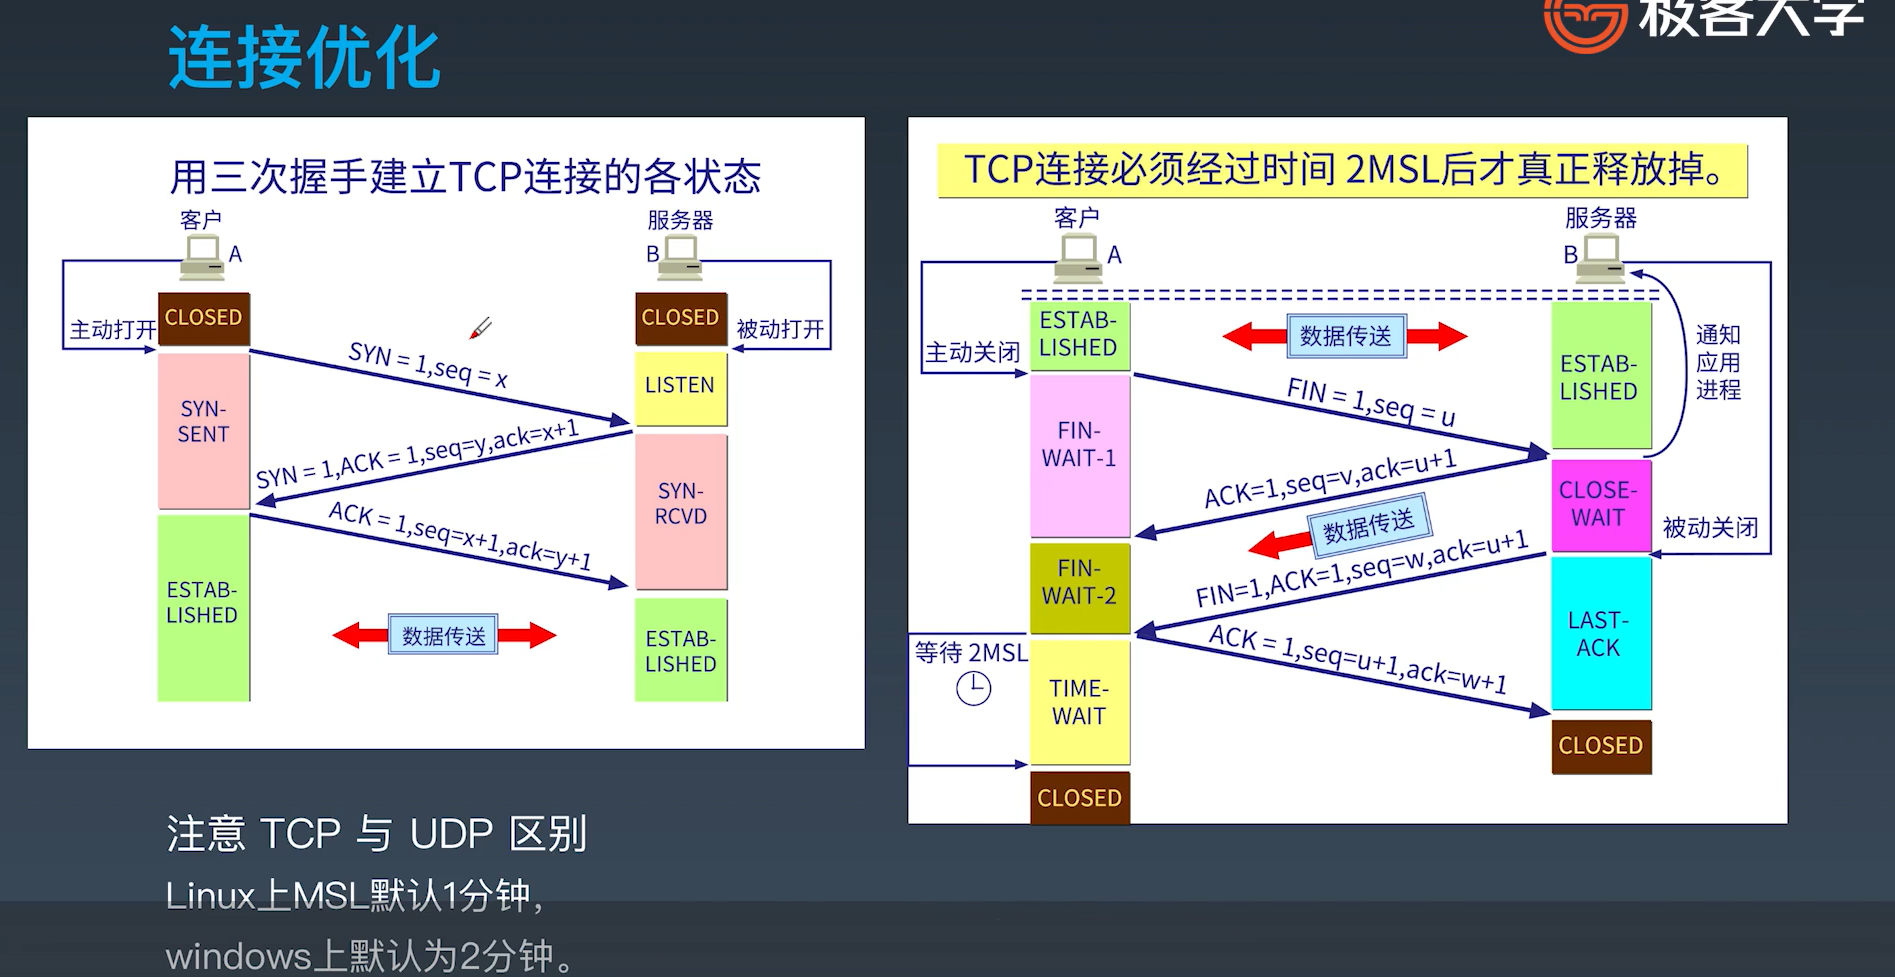 连接优化
极客大学
用三次握手建立TCP连接的各状态
客户
服务器
A
B
CLOSED
CLOSED
主动打开
被动打开
SYN = 1,seq = x
LISTEN
SYN-
SENT
SYN = 1,ACK = 1,seq=y,ack=x+1
SYN-
RCVD
ACK = 1,seq=x+1,ack=y+1
ESTAB-
LISHED
数据传送
ESTAB-
LISHED
TCP连接必须经过时间 2MSL后才真正释放掉。
客户
服务器
A
B
ESTAB-
LISHED
数据传送
主动关闭
ESTAB-
LISHED
通知
应用
进程
FIN = 1,seq = u
FIN-
WAIT-1
ACK=1,seq=v,ack=u+1
CLOSE-
WAIT
数据传送
被动关闭
FIN-
WAIT-2
FIN=1,ACK=1,seq=w,ack=u+1
LAST-
ACK
等待 2MSL
ACK = 1,seq=u+1,ack=w+1
TIME-
WAIT
CLOSED
CLOSED
注意 TCP 与 UDP 区别
Linux上MSL默认1分钟，
windows上默认为2分钟。